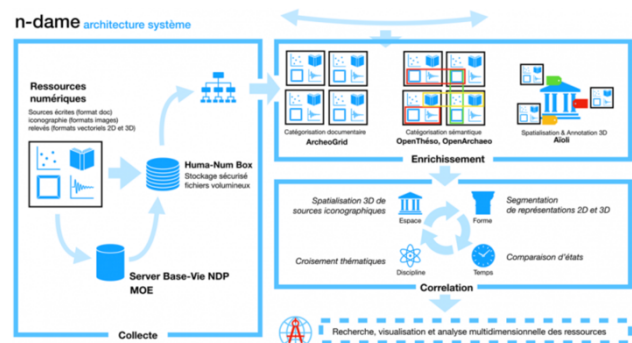 n-dame architecture système
Ressources
numériques
Sources écrites (format doc)
iconographie (formats images)
relevés (formats vectoriels 2D et 3D)
Huma-Num Box
Stockage sécurisé
fichiers volumineux
Server Base-Vie NDP
MOE
Collecte
Catégorisation documentaire
ArcheoGrid
Catégorisation sémantique
OpenThéso, OpenArchaeo
Spatialisation & Annotation 3D
Aïoli
Enrichissement
Spatialisation 3D de
sources iconographiques
Espace
Forme
Segmentation
de représentations 2D et 3D
Croisement thématiques
Discipline
Temps
Comparaison d'états
Correlation
Recherche, visualisation et analyse multidimensionnelle des ressources